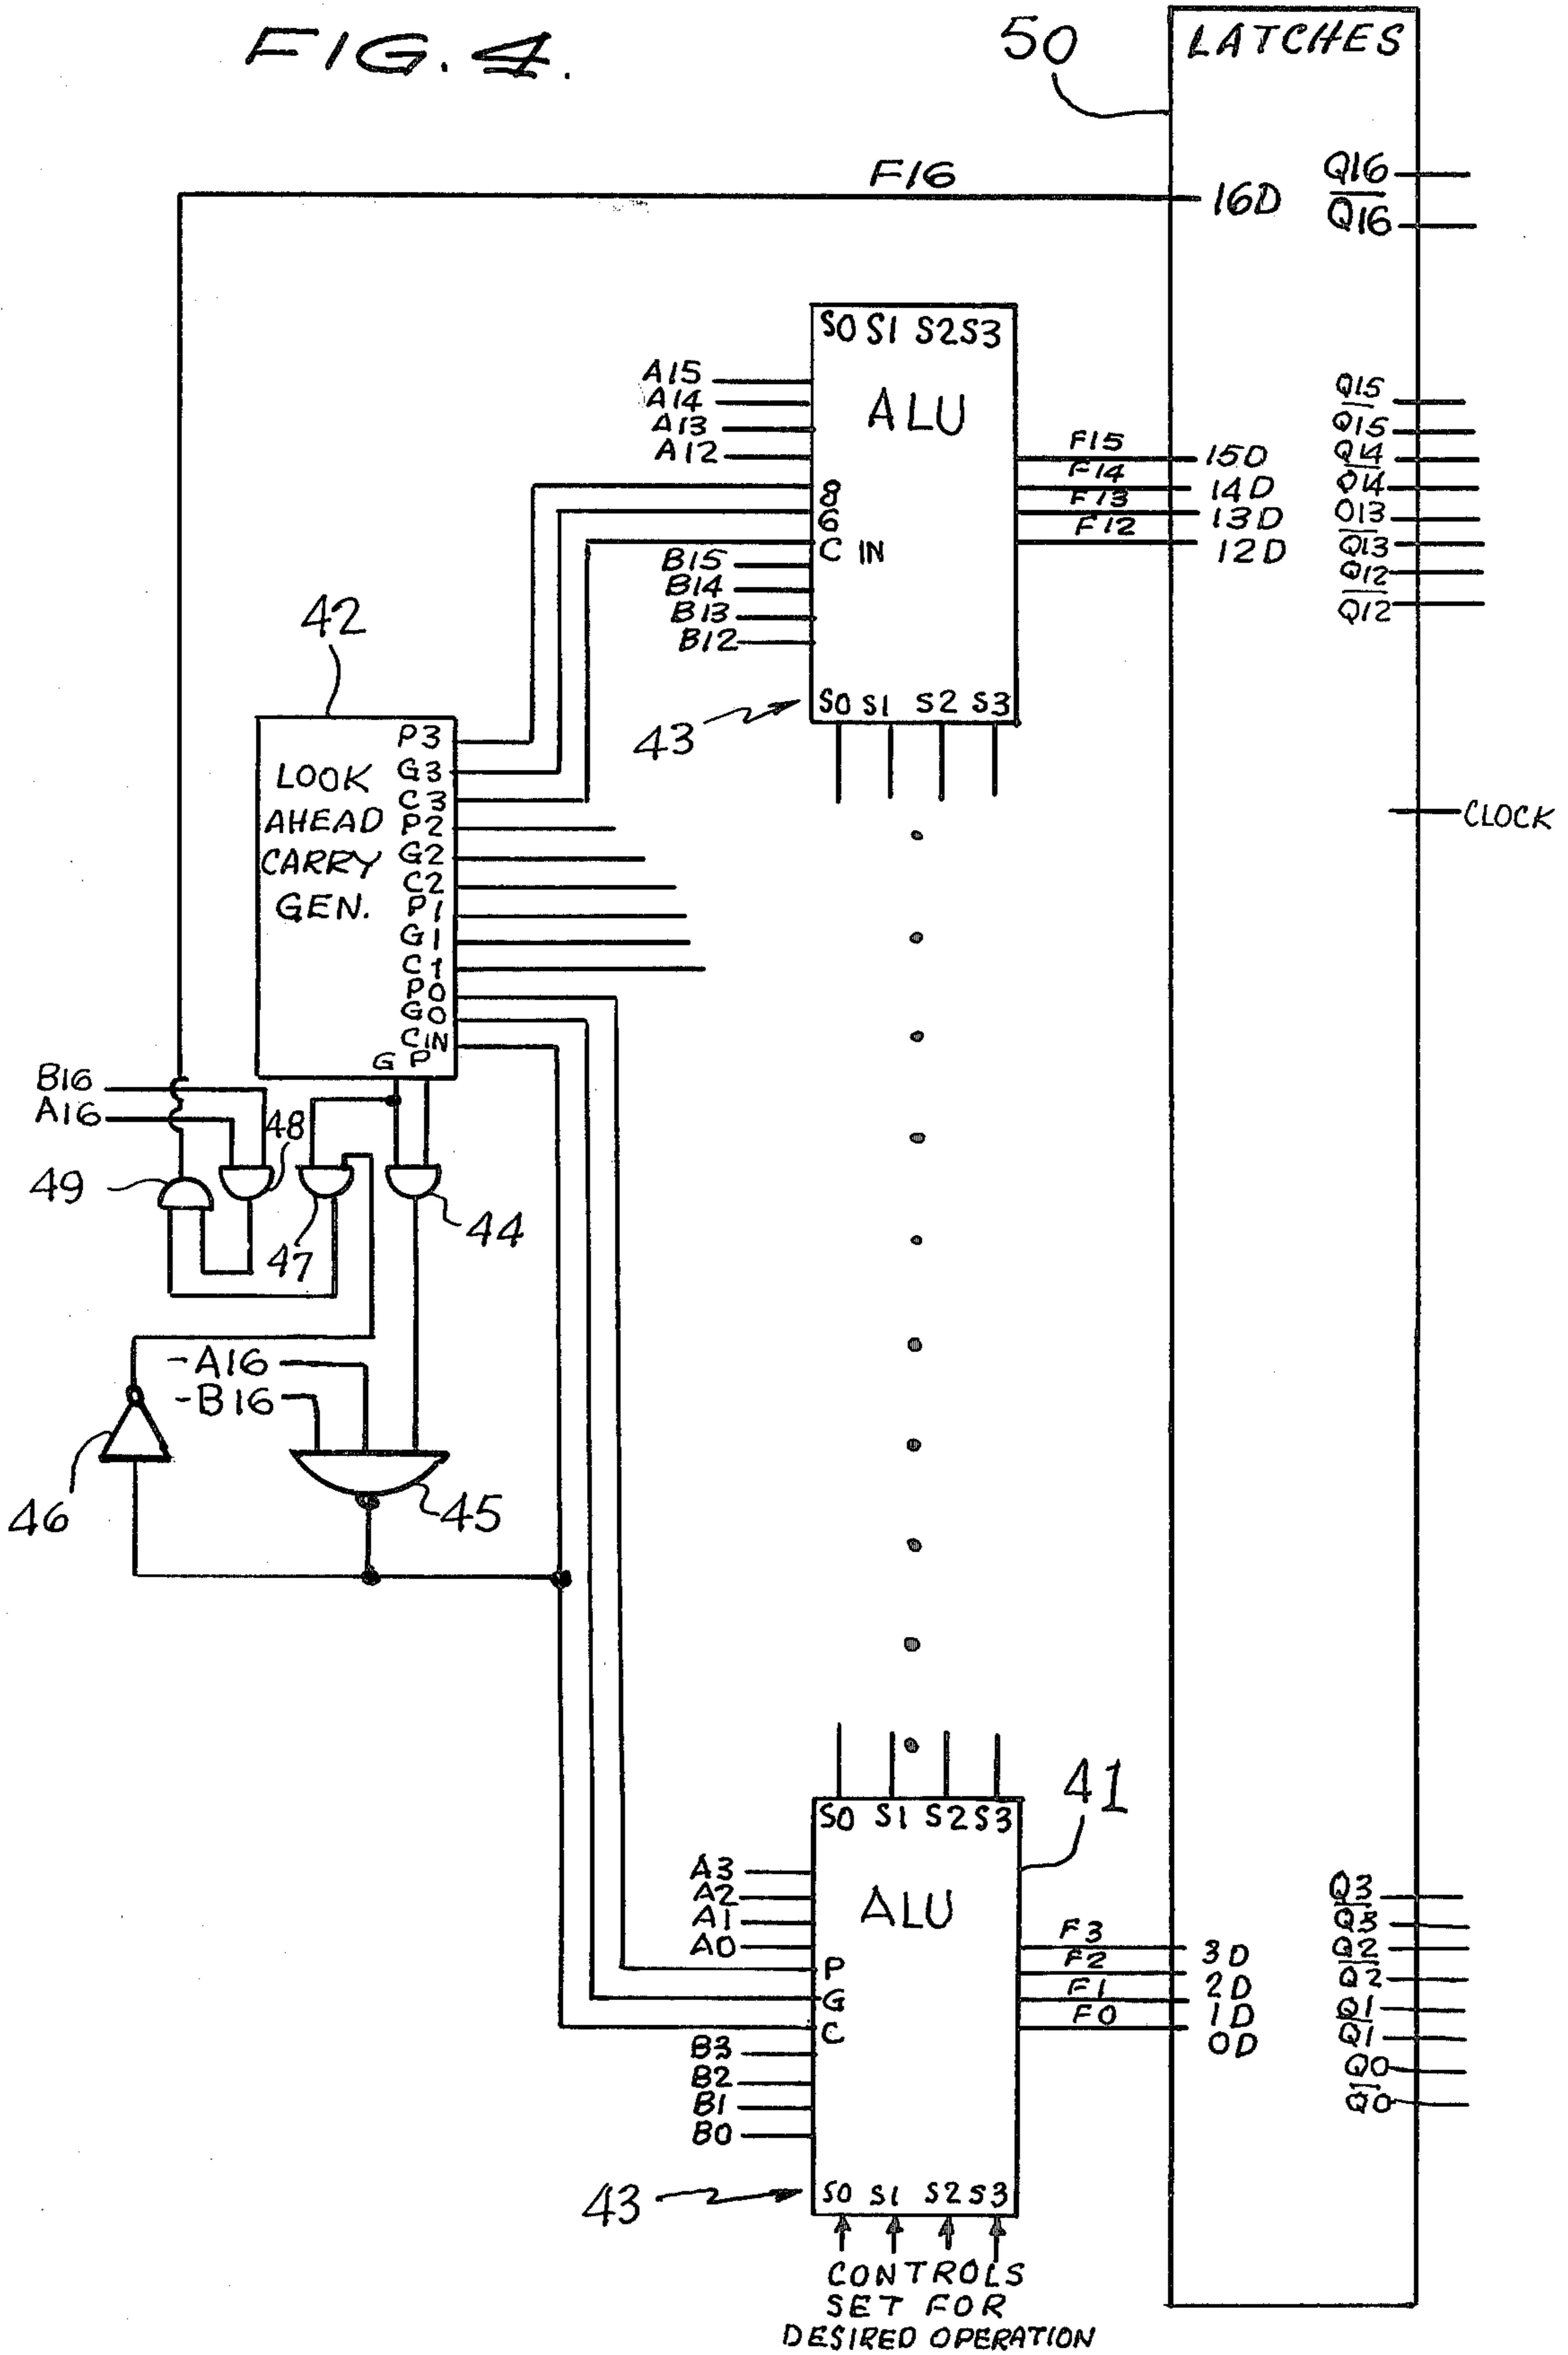 FIG. 4.
50
LATCHES
F16
16D
Q16
Q16
S0 S1 S2 S3
ALU
A15
A14
A13
A12
8
6
C IN
B15
B14
B13
B12
S0 S1 S2 S3
43
F15
F14
F13
F12
15D
14D
13D
12D
Q15
Q15
Q14
Q14
Q13
Q13
Q12
Q12
CLOCK
42
LOOK
AHEAD
CARRY
GEN.
P3
G3
C3
P2
G2
C2
P1
G1
C1
P0
G0
CIN
G P
B16
A16
48
49
47
44
-A16
-B16
46
45
41
S0 S1 S2 S3
ALU
A3
A2
A1
A0
P
G
C
B3
B2
B1
B0
S0 S1 S2 S3
43
F3
F2
F1
F0
3D
2D
1D
0D
Q3
Q3
Q2
Q2
Q1
Q1
Q0
Q0
CONTROLS
SET FOR
DESIRED OPERATION